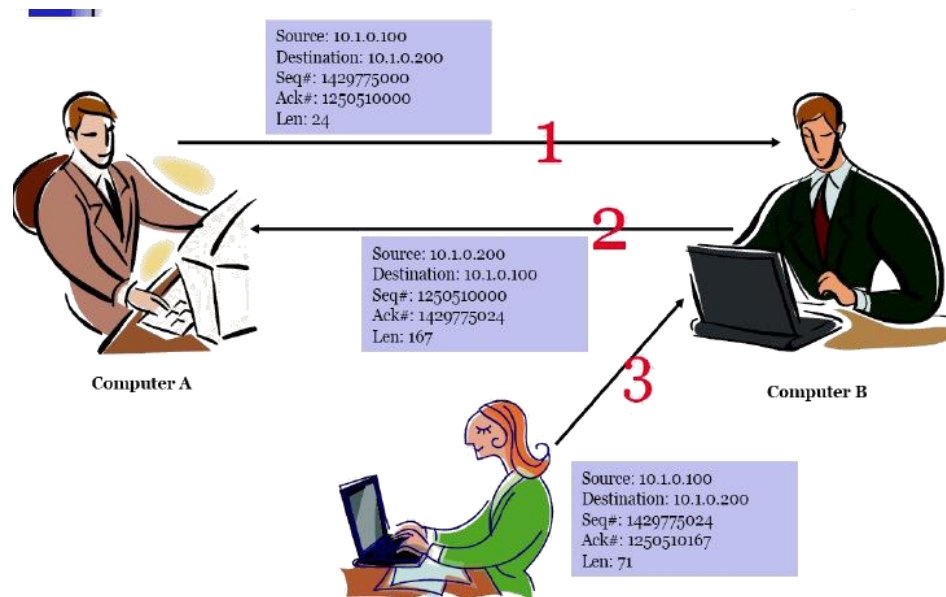 Source: 10.1.0.100
Destination: 10.1.0.200
Seq#: 1429775000
Ack#: 1250510000
Len: 24
1
2
Source: 10.1.0.200
Destination: 10.1.0.100
Seq#: 1250510000
Ack#: 1429775024
Len: 167
3
Computer A
Computer B
Source: 10.1.0.100
Destination: 10.1.0.200
Seq#: 1429775024
Ack#: 1250510167
Len: 71